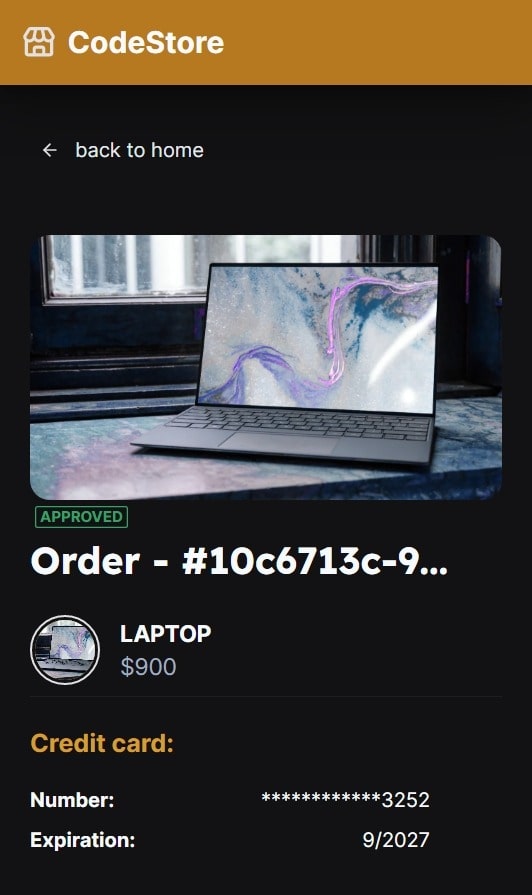 CodeStore
back to home
APPROVED
Order - #10c6713c-9...
LAPTOP
$900
Credit card:
Number: ************3252
Expiration: 9/2027